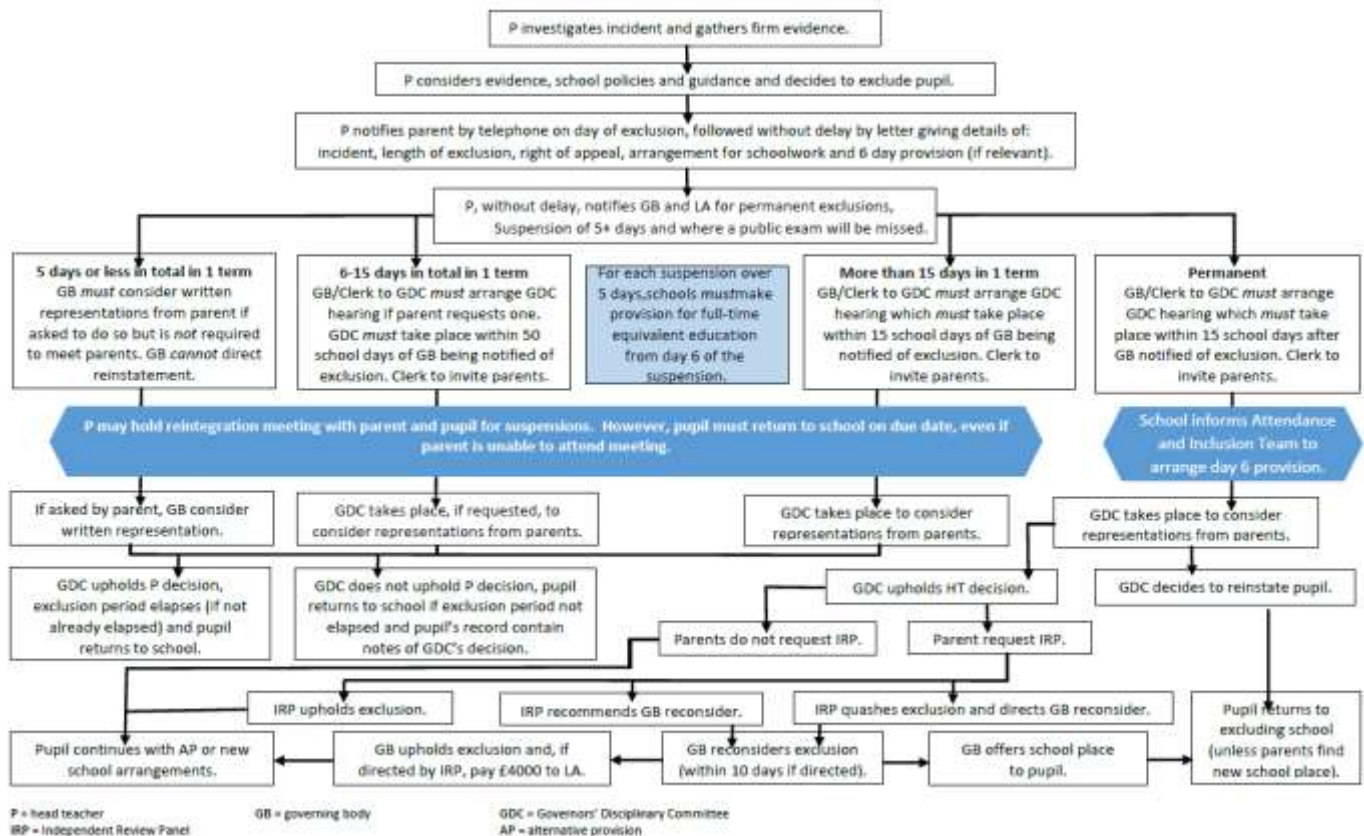 P investigates incident and gathers firm evidence.
P considers evidence, school policies and guidance and decides to exclude pupil.
P notifies parent by telephone on day of exclusion, followed without delay by letter giving details of:
incident, length of exclusion, right of appeal, arrangement for schoolwork and 6 day provision (if relevant).
P, without delay, notifies GB and LA for permanent exclusions,
Suspension of 5+ days and where a public exam will be missed.
5 days or less in total in 1 term
GB must consider written
representations from parent if
asked to do so but is not required
to meet parents. GB cannot direct
reinstatement.
6-15 days in total in 1 term
GB/Clerk to GDC must arrange GDC
hearing if parent requests one.
GDC must take place within 50
school days of GB being notified of
exclusion. Clerk to invite parents.
For each suspension over
5 days,schools mustmake
provision for full-time
equivalent education
from day 6 of the
suspension.
More than 15 days in 1 term
GB/Clerk to GDC must arrange GDC
hearing which must take place
within 15 school days of GB being
notified of exclusion. Clerk to
invite parents.
Permanent
GB/Clerk to GDC must arrange
GDC hearing which must take
place within 15 school days after
GB notified of exclusion. Clerk to
invite parents.
P may hold reintegration meeting with parent and pupil for suspensions. However, pupil must return to school on due date, even if
parent is unable to attend meeting.
School informs Attendance
and Inclusion Team to
arrange day 6 provision.
If asked by parent, GB consider
written representation.
GDC takes place, if requested, to
consider representations from parents.
GDC takes place to consider
representations from parents.
GDC takes place to consider
representations from parents.
GDC upholds P decision,
exclusion period elapses (if not
already elapsed) and pupil
returns to school.
GDC does not uphold P decision, pupil
returns to school if exclusion period not
elapsed and pupil's record contain
notes of GDC's decision.
GDC upholds HT decision.
GDC decides to reinstate pupil.
Parents do not request IRP.
Parent request IRP.
IRP upholds exclusion.
IRP recommends GB reconsider.
IRP quashes exclusion and directs GB reconsider.
Pupil returns to
excluding school
(unless parents find
new school place).
Pupil continues with AP or new
school arrangements.
GB upholds exclusion and, if
directed by IRP, pay £4000 to LA.
GB reconsiders exclusion
(within 10 days if directed).
GB offers school place
to pupil.
P = head teacher
GB = governing body
GDC = Governors' Disciplinary Committee
IRP = Independent Review Panel
AP = alternative provision